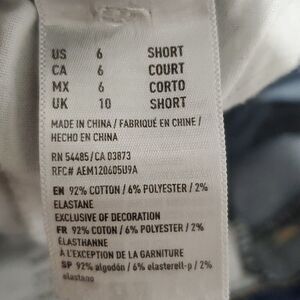 US 6 SHORT
CA 6 COURT
MX 6 CORTO
UK 10 SHORT
MADE IN CHINA / FABRIQUÉ EN CHINE /
HECHO EN CHINA
RN 54485/CA 03873
RFC# AEM120605U9A
EN 92% COTTON / 6% POLYESTER / 2%
ELASTANE
EXCLUSIVE OF DECORATION
FR 92% COTTON / 6% POLYESTER / 2%
ÉLASTHANNE
À L'EXCEPTION DE LA GARNITURE
SP 92% algodón / 6% elasterell-p / 2%
elastano